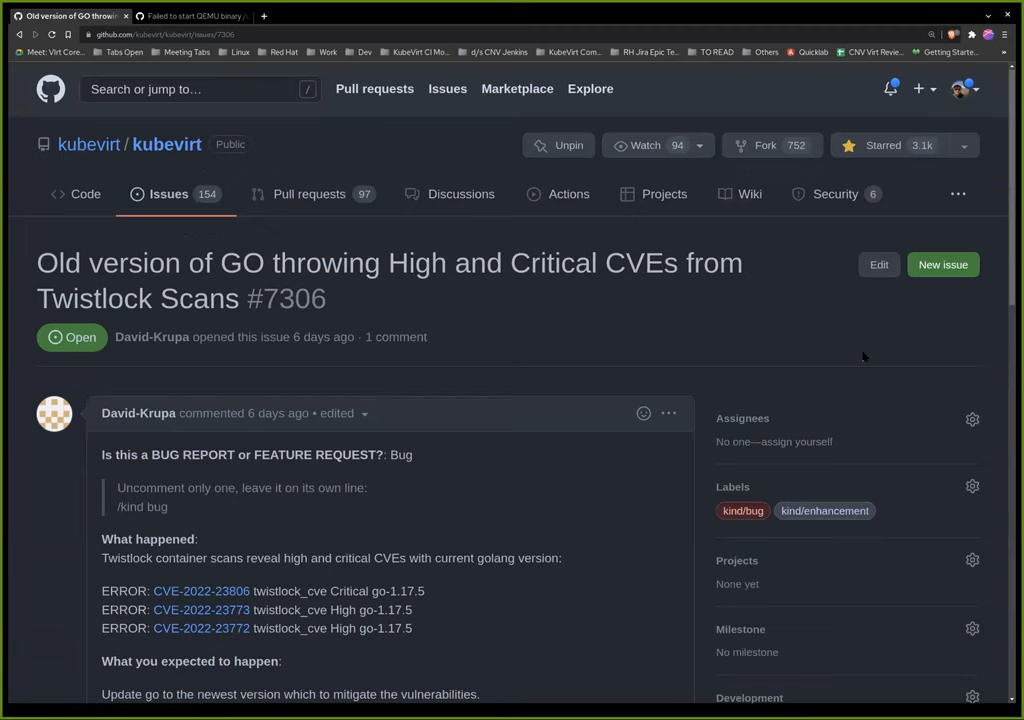 Old version of GO throwin
Failed to start QEMU binary /
github.com/kubevirt/kubevirt/issues/7306
Meet: VIrt Core...
Tabs Open
Meeting Tabs
Linux
Red Hat
Work
Dev
KubeVirt CI Mo...
d/s CNV Jenkins
KubeVirt Com...
RH Jira Epic Te...
TO READ
Others
Quicklab
CNV Virt Revie...
Getting Starte...
»
Search or jump to…
/
Pull requests
Issues
Marketplace
Explore
kubevirt / kubevirt
Public
Unpin
Watch 94
Fork 752
Starred 3.1k
Code
Issues 154
Pull requests 97
Discussions
Actions
Projects
Wiki
Security 6
Old version of GO throwing High and Critical CVEs from
Twistlock Scans #7306
Edit
New issue
Open
David-Krupa opened this issue 6 days ago · 1 comment
David-Krupa commented 6 days ago • edited
Is this a BUG REPORT or FEATURE REQUEST?: Bug
Uncomment only one, leave it on its own line:
/kind bug
What happened:
Twistlock container scans reveal high and critical CVEs with current golang version:
ERROR: CVE-2022-23806 twistlock_cve Critical go-1.17.5
ERROR: CVE-2022-23773 twistlock_cve High go-1.17.5
ERROR: CVE-2022-23772 twistlock_cve High go-1.17.5
What you expected to happen:
Update go to the newest version which to mitigate the vulnerabilities.
Assignees
No one—assign yourself
Labels
kind/bug
kind/enhancement
Projects
None yet
Milestone
No milestone
Development